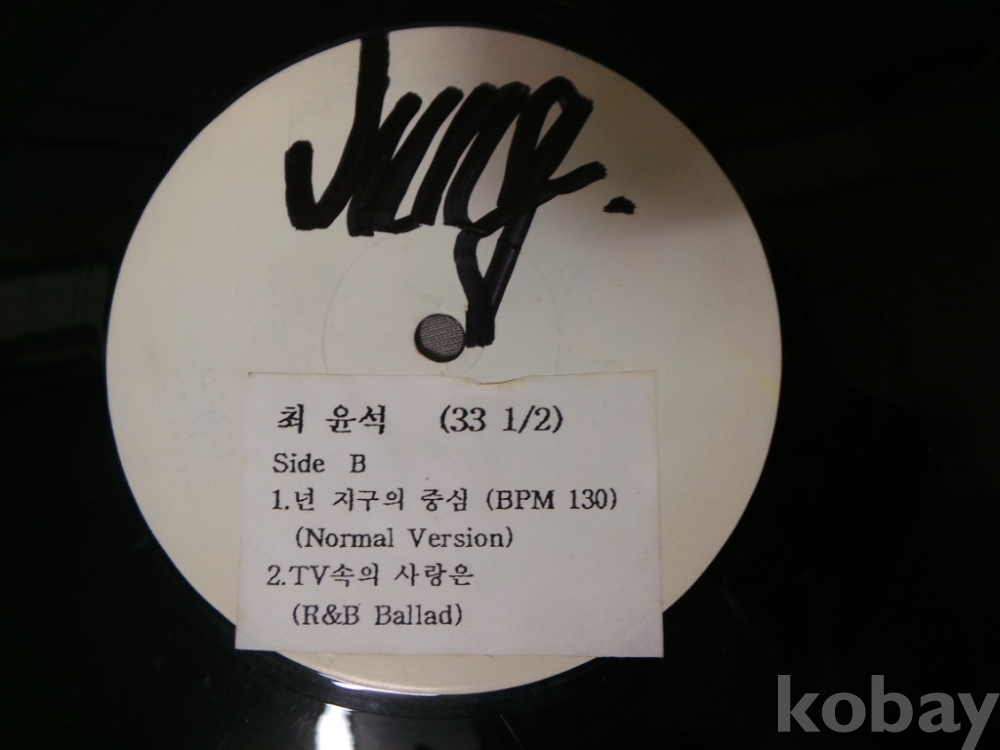 Jung.
최 윤석 (33 1/2)
Side B
1.넌 지구의 중심 (BPM 130)
(Normal Version)
2.TV속의 사랑은
(R&B Ballad)
kobay